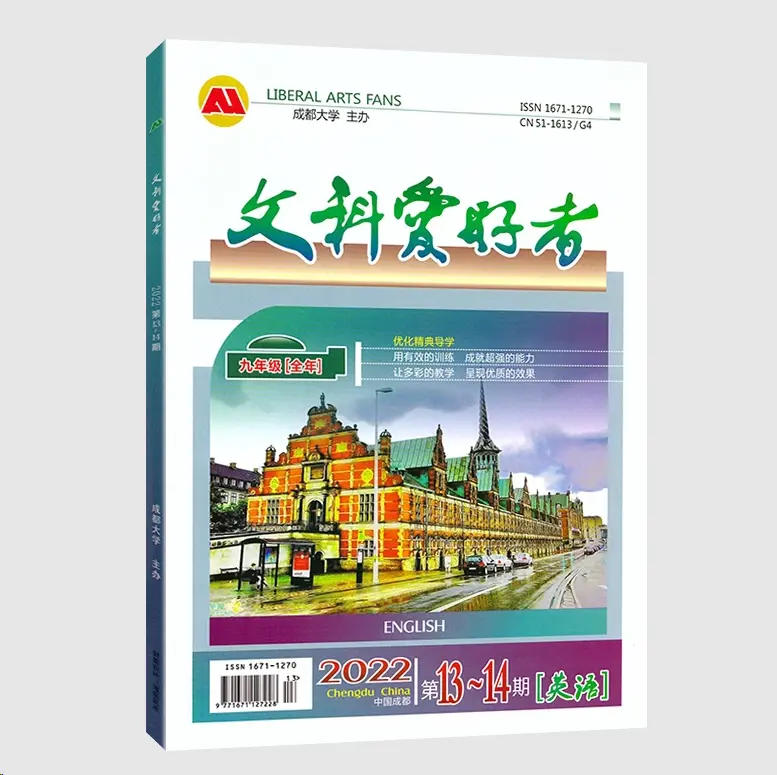 LIBERAL ARTS FANS
成都大学 主办
ISSN 1671-1270
CN 51-1613/G4
文科爱好者
优化精典导学
用有效的训练 成就超强的能力
让多彩的教学 呈现优质的效果
九年级[全年]
ENGLISH
ISSN 1671-1270
13>
9 771671 127228
2022
Chengdu China
中国成都
第13~14期[英语]
文科爱好者
2022 第13~14期
成都大学 主办